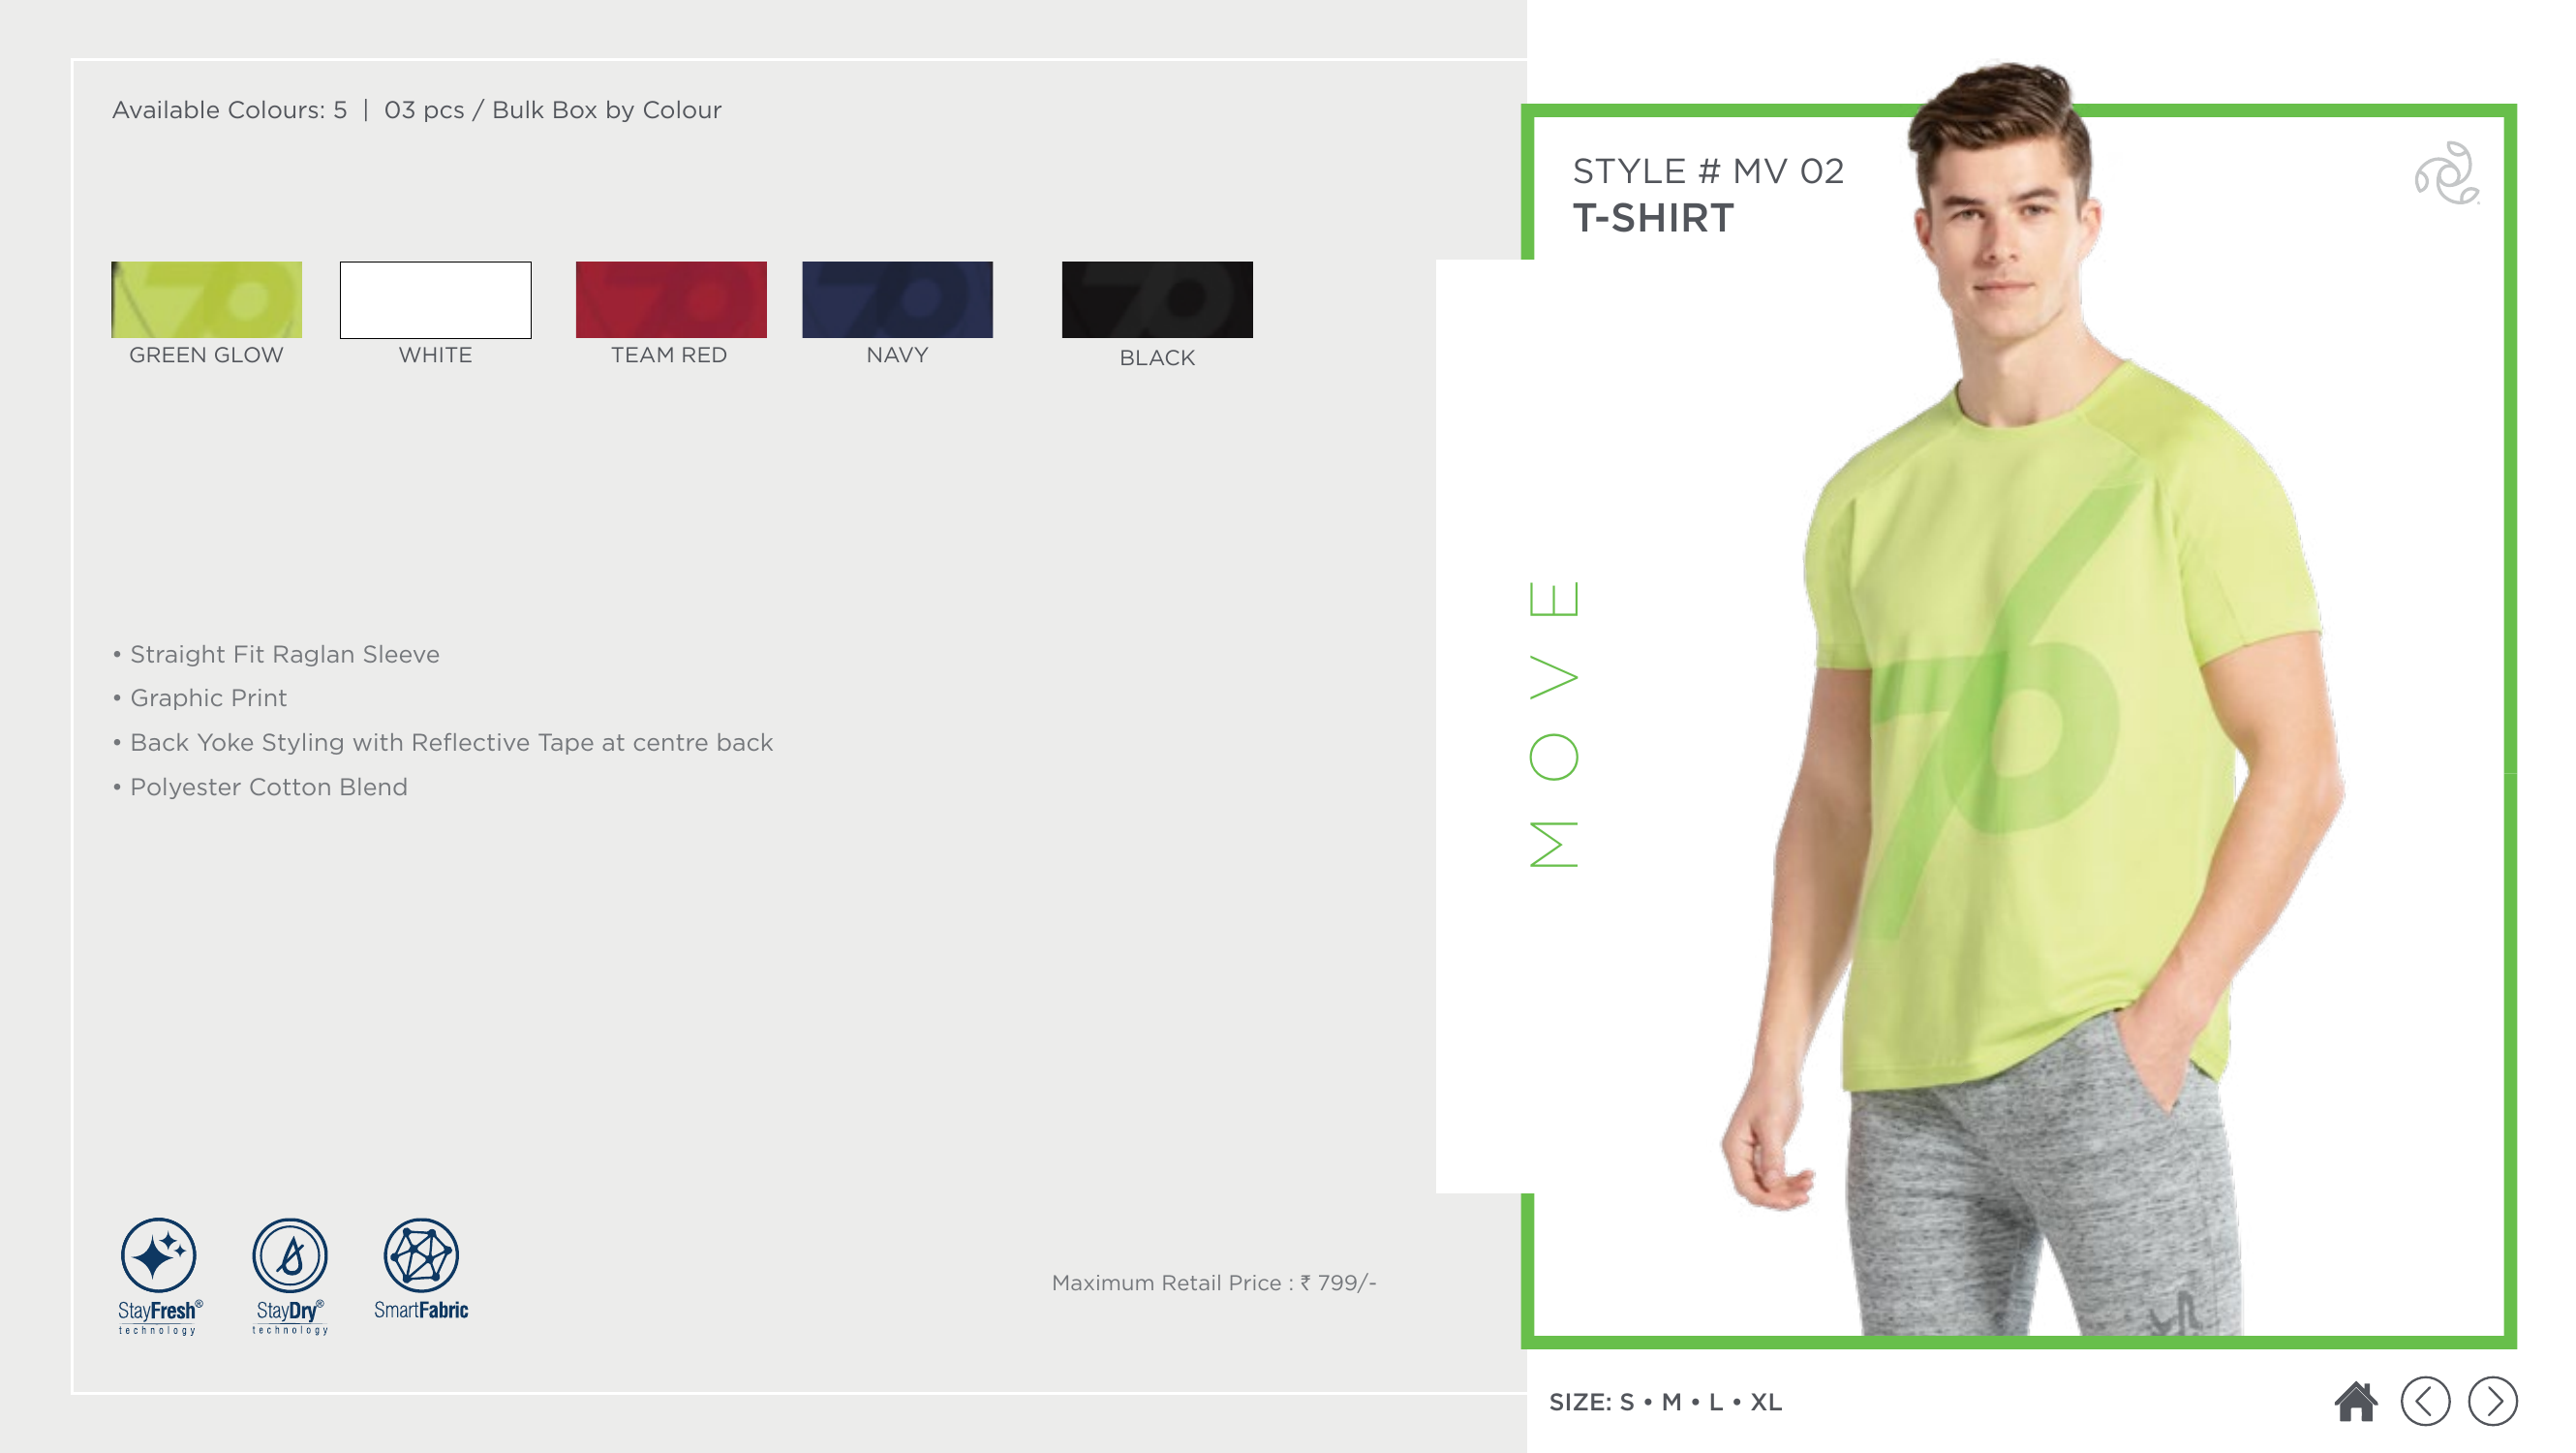 Available Colours: 5 | 03 pcs / Bulk Box by Colour
GREEN GLOW
WHITE
TEAM RED
NAVY
BLACK
• Straight Fit Raglan Sleeve
• Graphic Print
• Back Yoke Styling with Reflective Tape at centre back
• Polyester Cotton Blend
StayFresh®
technology
StayDry®
technology
SmartFabric
Maximum Retail Price : ₹ 799/-
STYLE # MV 02
T-SHIRT
MOVE
76
SIZE: S • M • L • XL